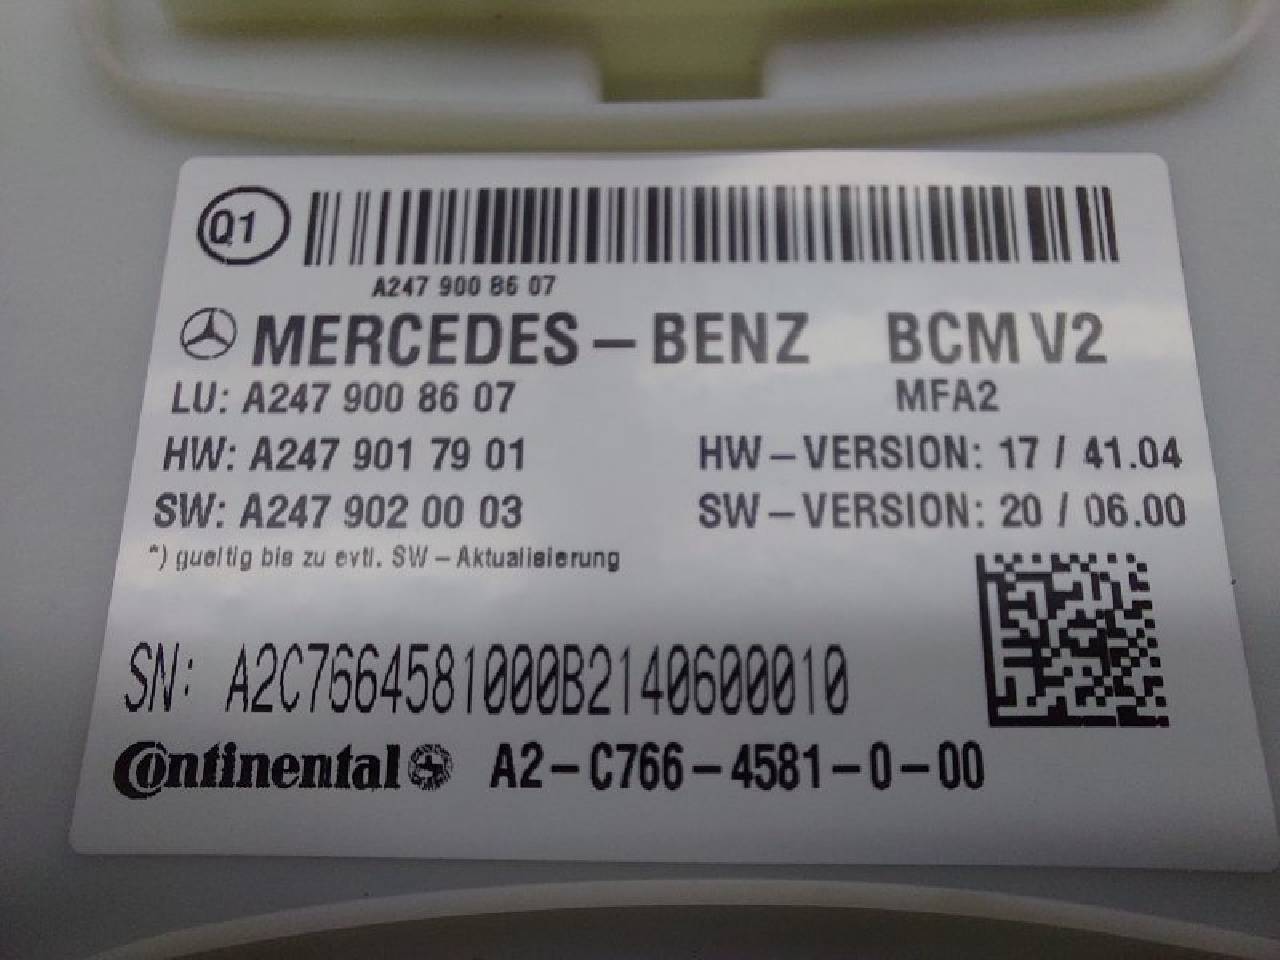 Q1
A247 900 86 07
MERCEDES-BENZ BCM V2
LU: A247 900 86 07 MFA2
HW: A247 901 79 01 HW-VERSION: 17 / 41.04
SW: A247 902 00 03 SW-VERSION: 20 / 06.00
*) gueltig bis zu evtl. SW-Aktualisierung
SN: A2C7664581000B2140600010
Continental A2-C766-4581-0-00